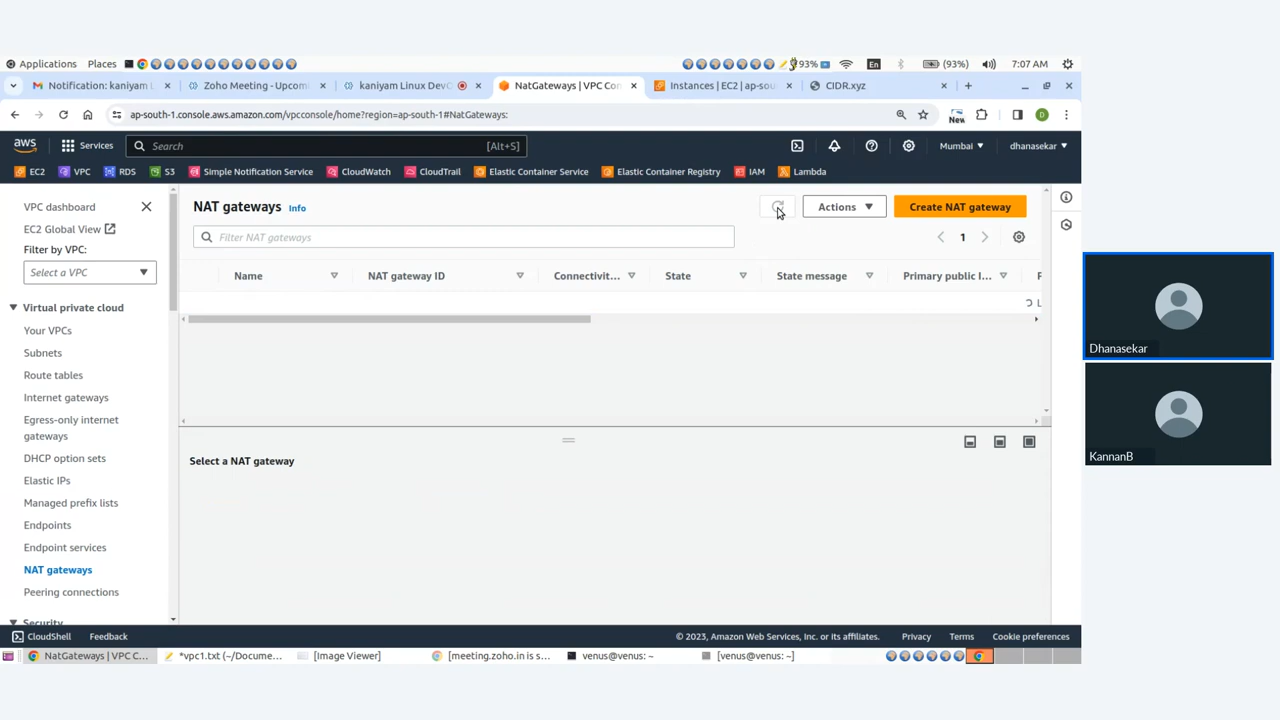 Applications Places 93% En (93%) 7:07 AM
Notification: kaniyam L Zoho Meeting - Upcom kaniyam Linux DevO NatGateways | VPC Con Instances | EC2 | ap-sou CIDR.xyz
ap-south-1.console.aws.amazon.com/vpcconsole/home?region=ap-south-1#NatGateways: New D
aws Services Search [Alt+S] Mumbai dhanasekar
EC2 VPC RDS S3 Simple Notification Service CloudWatch CloudTrail Elastic Container Service Elastic Container Registry IAM Lambda
VPC dashboard
EC2 Global View
Filter by VPC:
Select a VPC
Virtual private cloud
Your VPCs
Subnets
Route tables
Internet gateways
Egress-only internet
gateways
DHCP option sets
Elastic IPs
Managed prefix lists
Endpoints
Endpoint services
NAT gateways
Peering connections
Security
NAT gateways Info Actions Create NAT gateway
Filter NAT gateways 1
Name NAT gateway ID Connectivit... State State message Primary public I...
Select a NAT gateway
Dhanasekar
KannanB
CloudShell Feedback © 2023, Amazon Web Services, Inc. or its affiliates. Privacy Terms Cookie preferences
NatGateways | VPC C... *vpc1.txt (~/Docume... [Image Viewer] [meeting.zoho.in is s... venus@venus: ~ [venus@venus: ~]